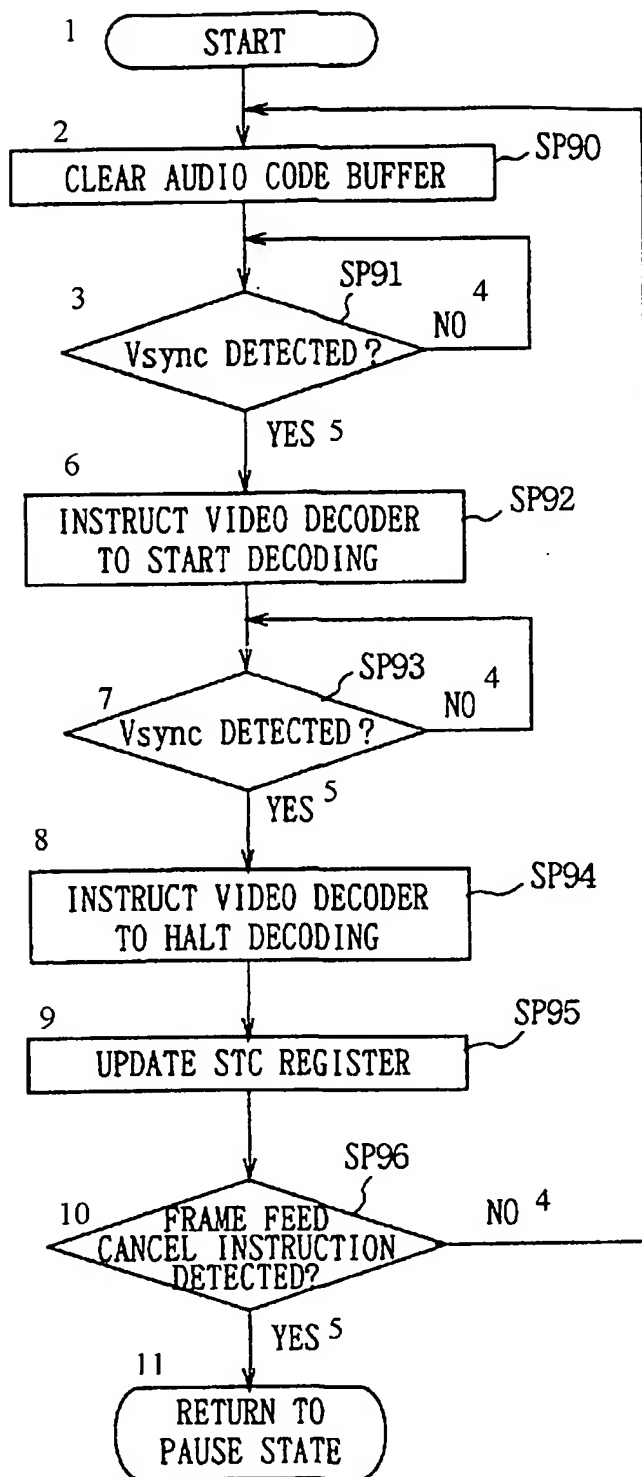 1
START
2
SP90
CLEAR AUDIO CODE BUFFER
SP91
3
4
NO
Vsync DETECTED?
YES 5
6
SP92
INSTRUCT VIDEO DECODER
TO START DECODING
SP93
7
4
NO
Vsync DETECTED?
YES 5
8
SP94
INSTRUCT VIDEO DECODER
TO HALT DECODING
9
SP95
UPDATE STC REGISTER
SP96
10
NO 4
FRAME FEED
CANCEL INSTRUCTION
DETECTED?
YES 5
11
RETURN TO
PAUSE STATE